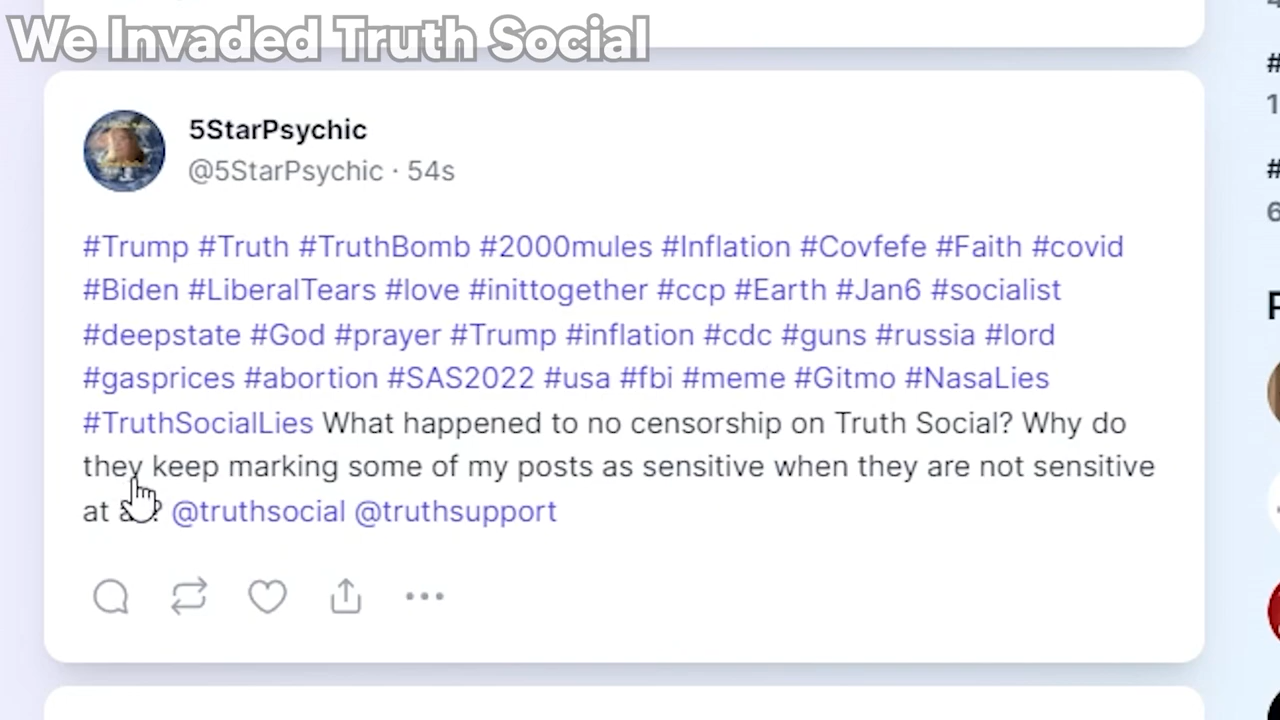 We Invaded Truth Social
5StarPsychic
@5StarPsychic · 54s
#Trump #Truth #TruthBomb #2000mules #Inflation #Covfefe #Faith #covid
#Biden #LiberalTears #love #inittogether #ccp #Earth #Jan6 #socialist
#deepstate #God #prayer #Trump #inflation #cdc #guns #russia #lord
#gasprices #abortion #SAS2022 #usa #fbi #meme #Gitmo #NasaLies
#TruthSocialLies What happened to no censorship on Truth Social? Why do
they keep marking some of my posts as sensitive when they are not sensitive
at @truthsocial @truthsupport